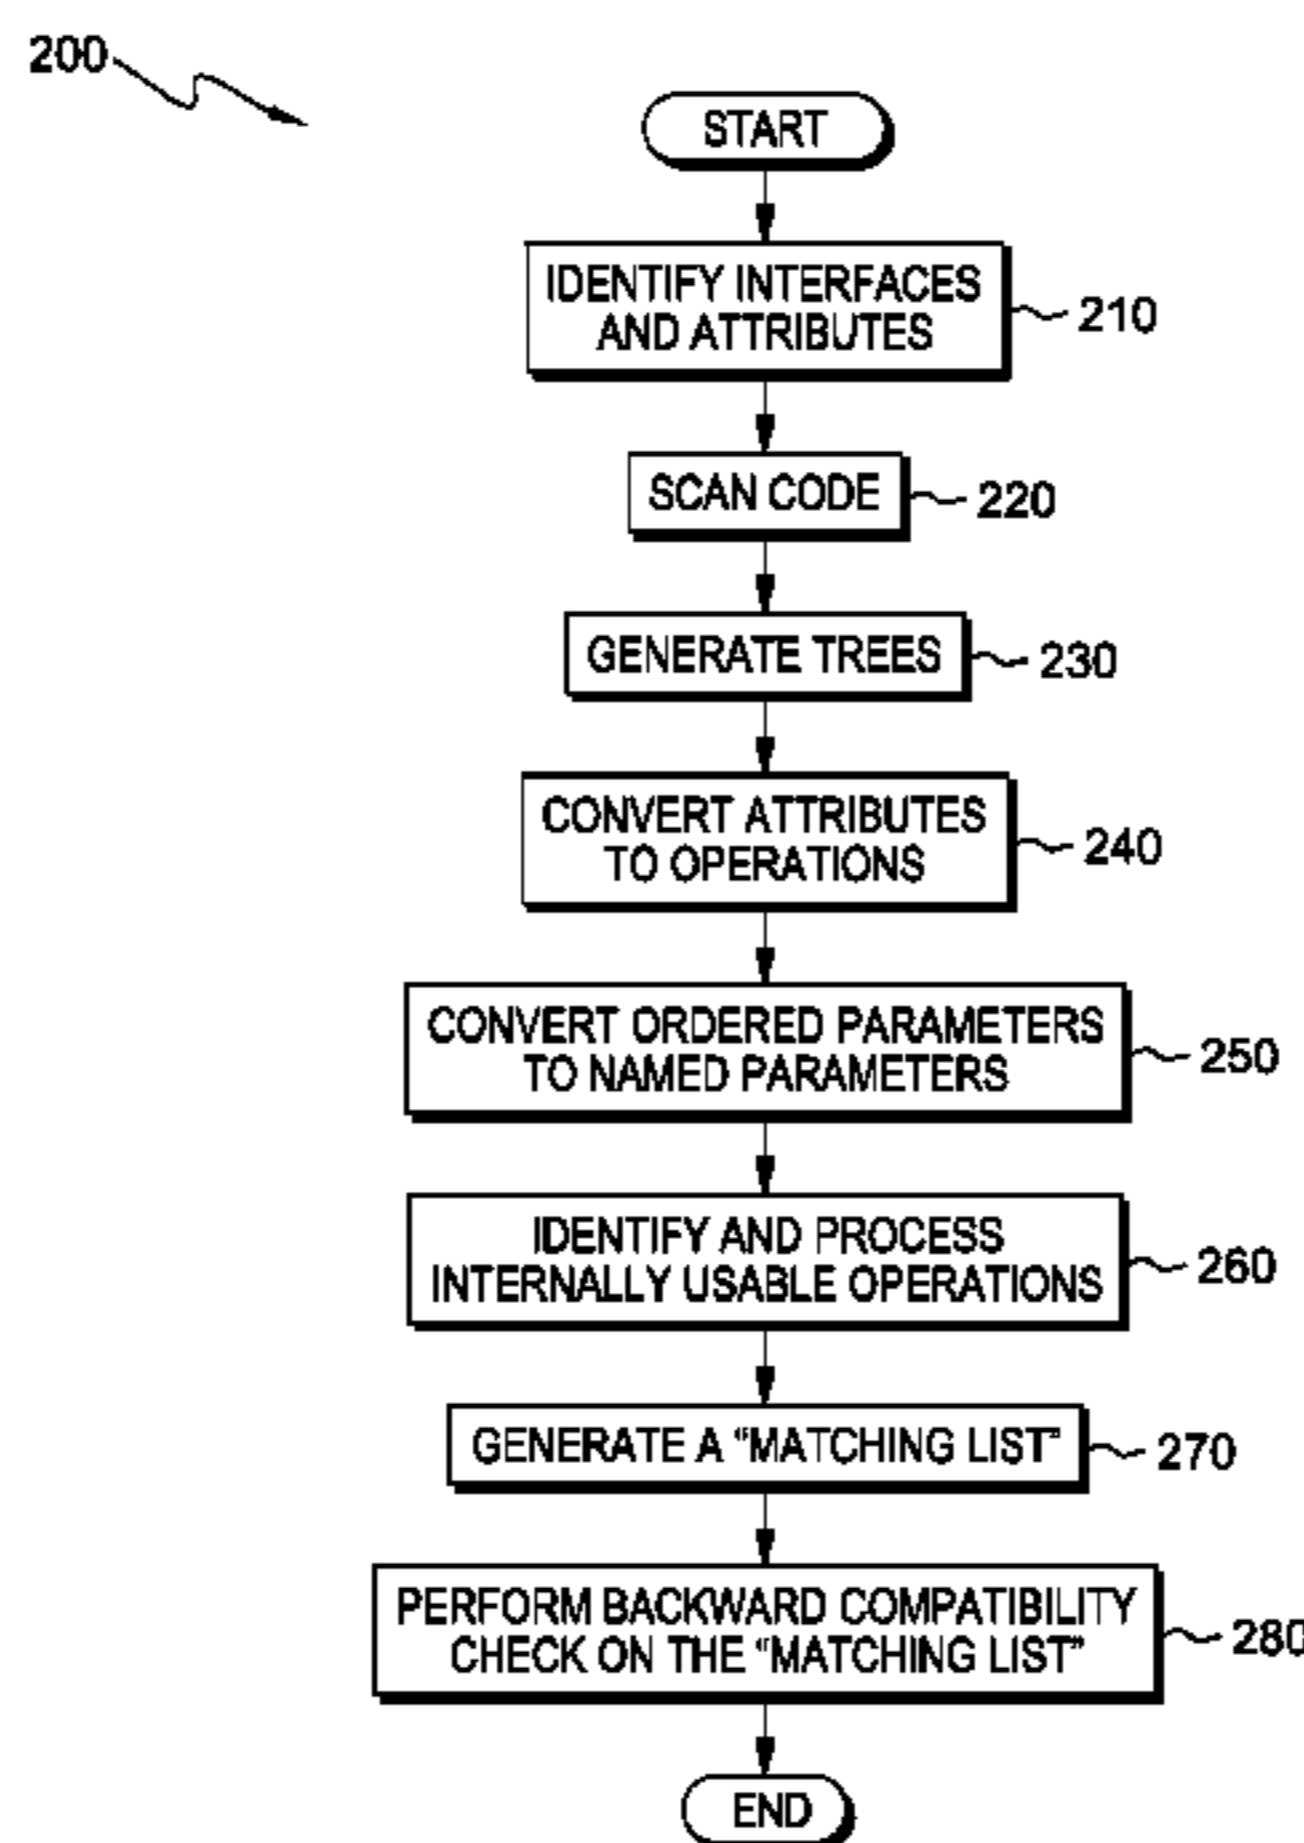 200
START
IDENTIFY INTERFACES
AND ATTRIBUTES
210
SCAN CODE
220
GENERATE TREES
230
CONVERT ATTRIBUTES
TO OPERATIONS
240
CONVERT ORDERED PARAMETERS
TO NAMED PARAMETERS
250
IDENTIFY AND PROCESS
INTERNALLY USABLE OPERATIONS
260
GENERATE A “MATCHING LIST”
270
PERFORM BACKWARD COMPATIBILITY
CHECK ON THE “MATCHING LIST”
280
END